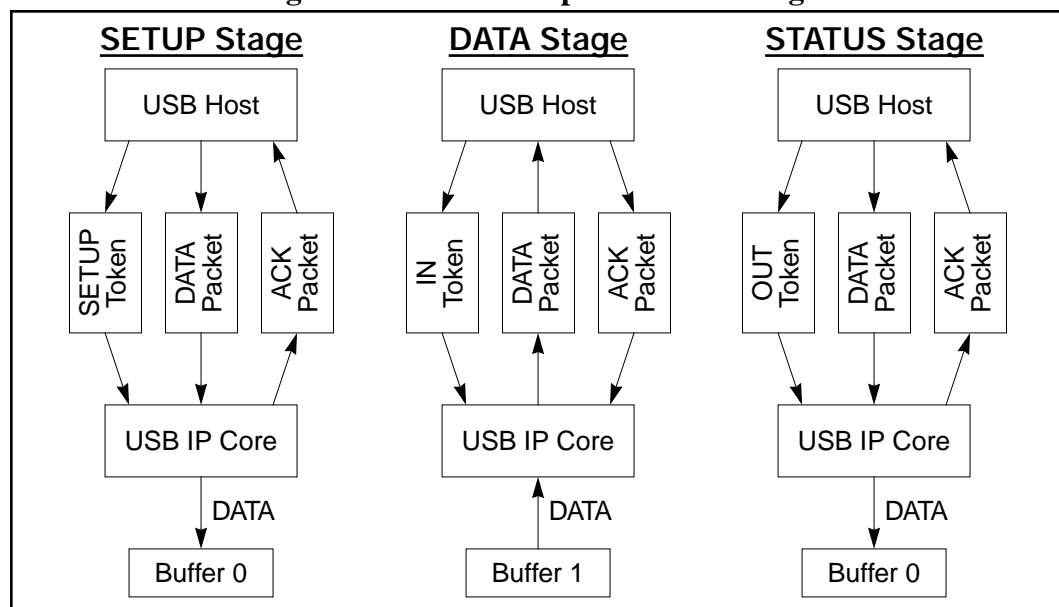 SETUP Stage
USB Host
SETUP
Token
DATA
Packet
ACK
Packet
USB IP Core
DATA
Buffer 0
DATA Stage
USB Host
IN
Token
DATA
Packet
ACK
Packet
USB IP Core
DATA
Buffer 1
STATUS Stage
USB Host
OUT
Token
DATA
Packet
ACK
Packet
USB IP Core
DATA
Buffer 0